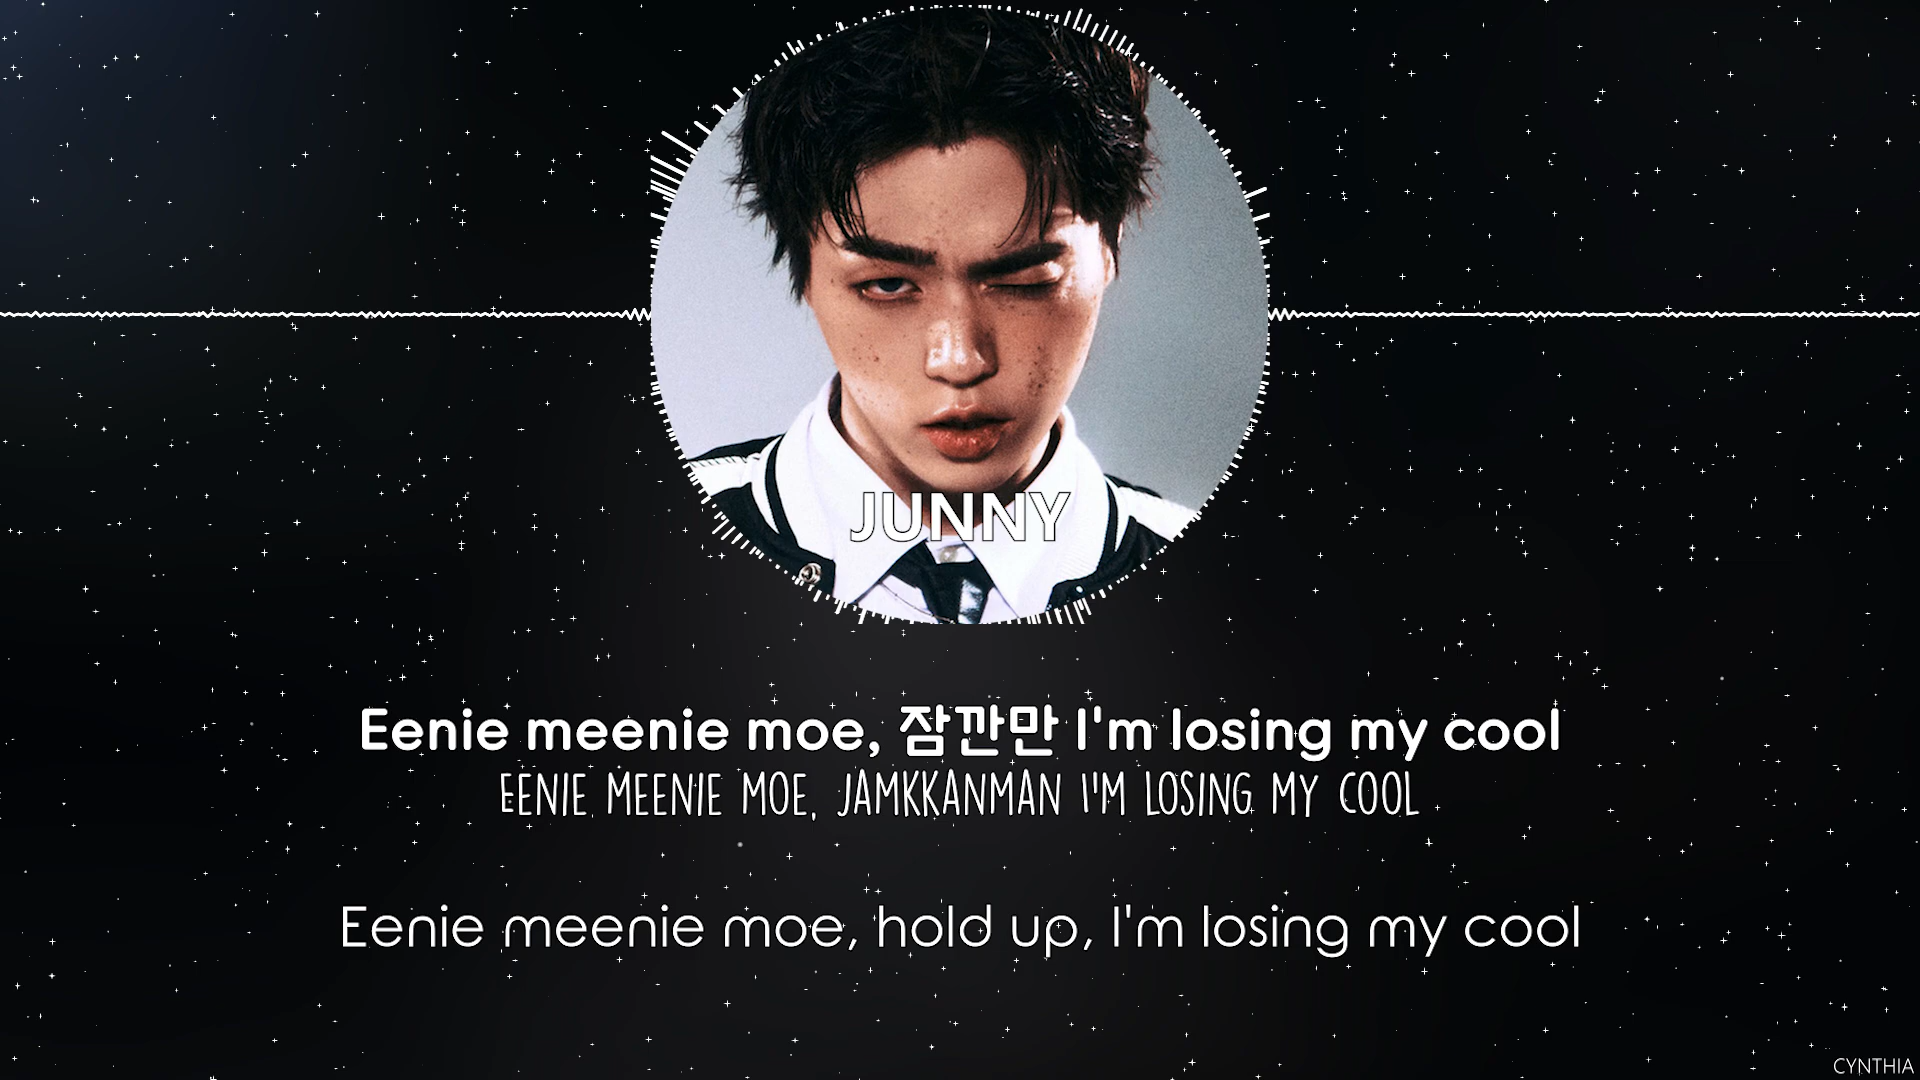 JUNNY
Eenie meenie moe, 잠깐만 I'm losing my cool
EENIE MEENIE MOE, JAMKKANMAN I'M LOSING MY COOL
Eenie meenie moe, hold up, I'm losing my cool
CYNTHIA